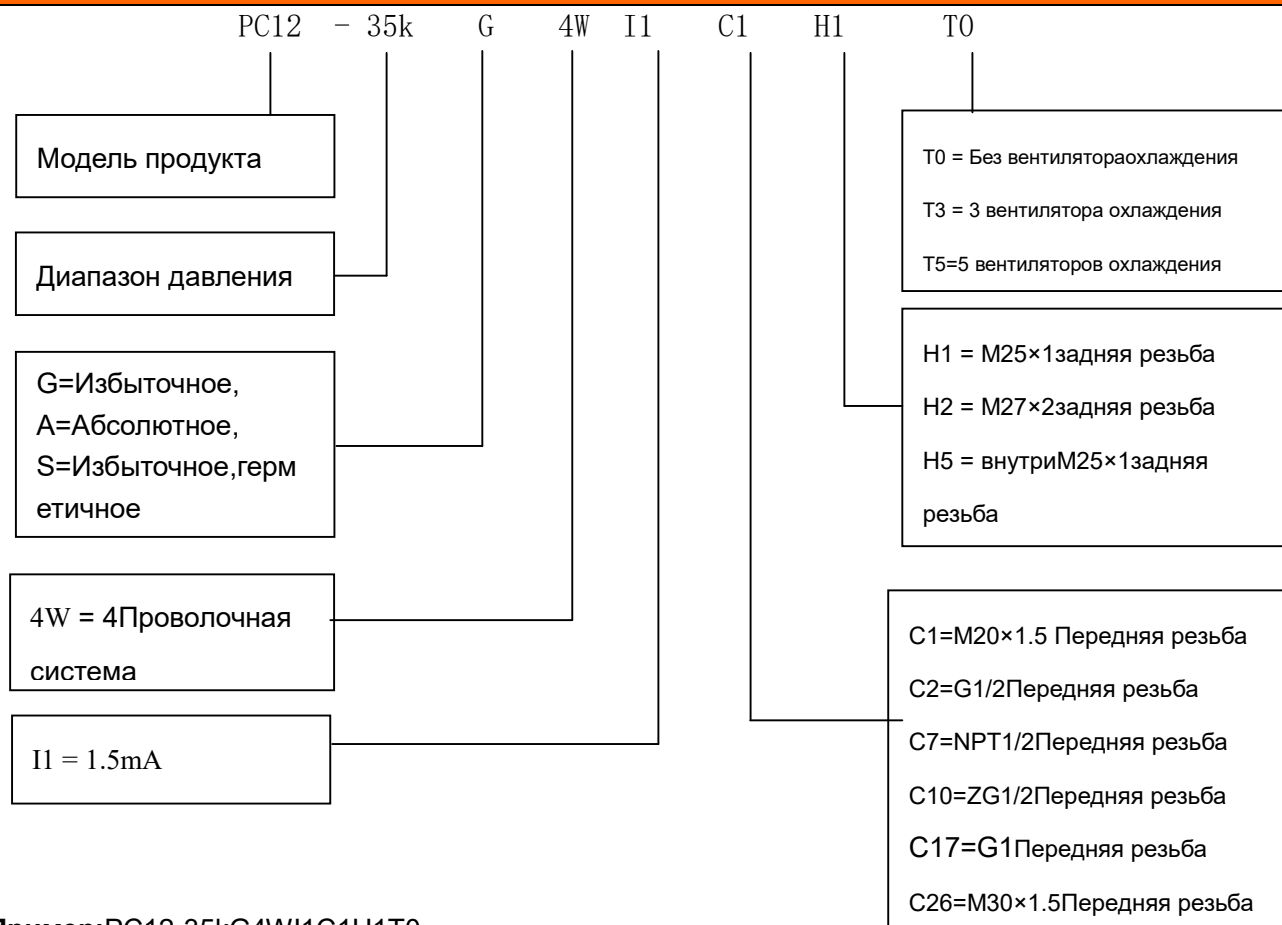 PC12 - 35k G 4W I1 C1 H1 T0
Модель продукта
Диапазон давления
G=Избыточное,
A=Абсолютное,
S=Избыточное,герм
етичное
4W = 4Проволочная
система
I1 = 1.5mA
T0 = Без вентилятораохлаждения
T3 = 3 вентилятора охлаждения
T5=5 вентиляторов охлаждения
H1 = M25×1задняя резьба
H2 = M27×2задняя резьба
H5 = внутриM25×1задняя
резьба
C1=M20×1.5 Передняя резьба
C2=G1/2Передняя резьба
C7=NPT1/2Передняя резьба
C10=ZG1/2Передняя резьба
C17=G1Передняя резьба
C26=M30×1.5Передняя резьба
Пример:PC12-35kG4WI1C1H1T0